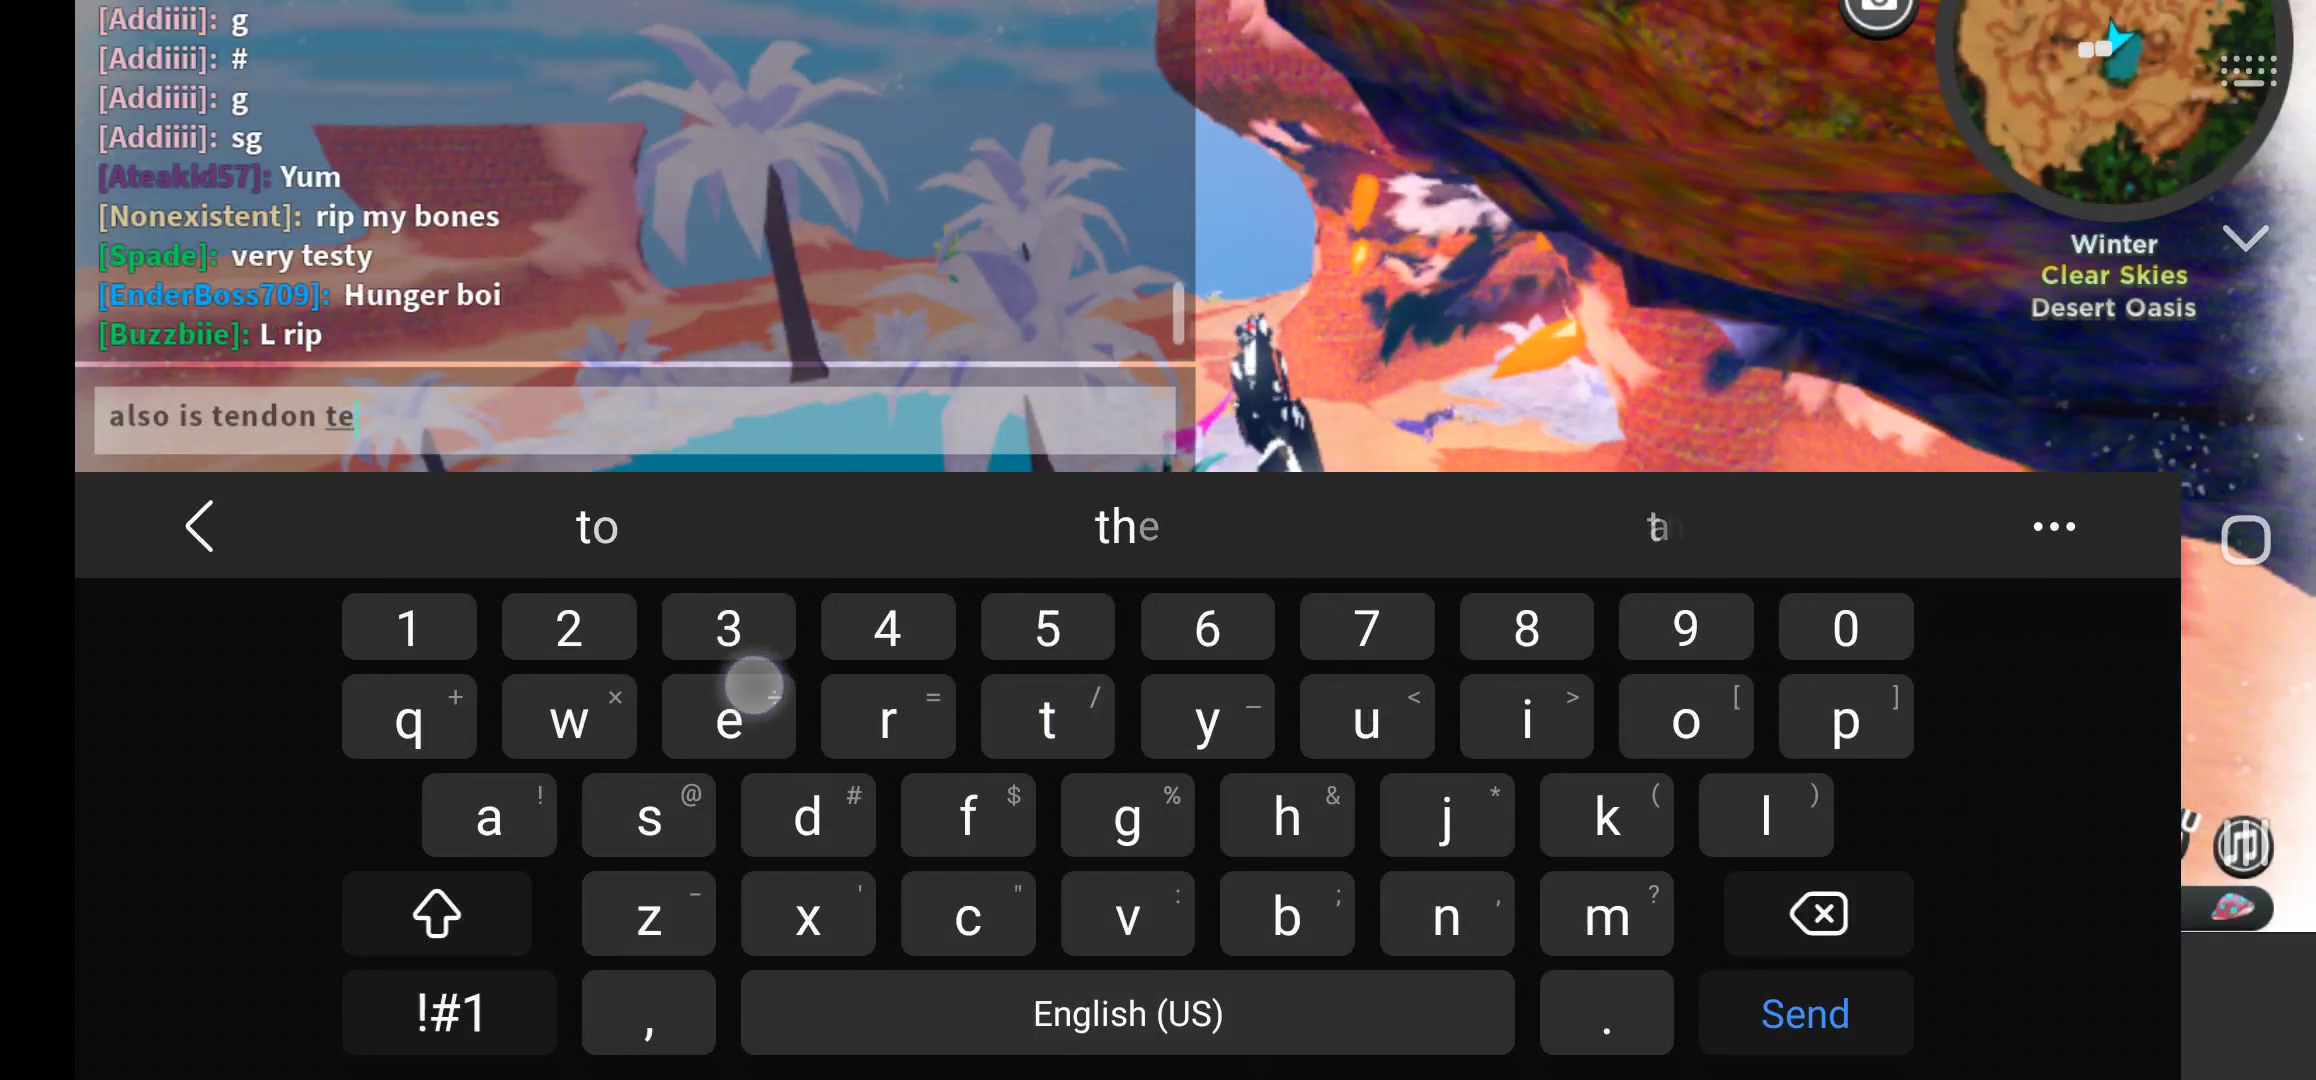 [Addiiii]: g
[Addiiii]: #
[Addiiii]: g
[Addiiii]: sg
[Ateakid57]: Yum
[Nonexistent]: rip my bones
[Spade]: very testy
[EnderBoss709]: Hunger boi
[Buzzbiie]: L rip
also is tendon te
Winter
Clear Skies
Desert Oasis
to the
1 2 3 4 5 6 7 8 9 0
q + w × e ÷ r = t / y _ u < i > o [ p ]
a ! s @ d # f $ g % h & j * k ( l )
z - x ' c " v : b ; n , m ?
!#1 , English (US) . Send